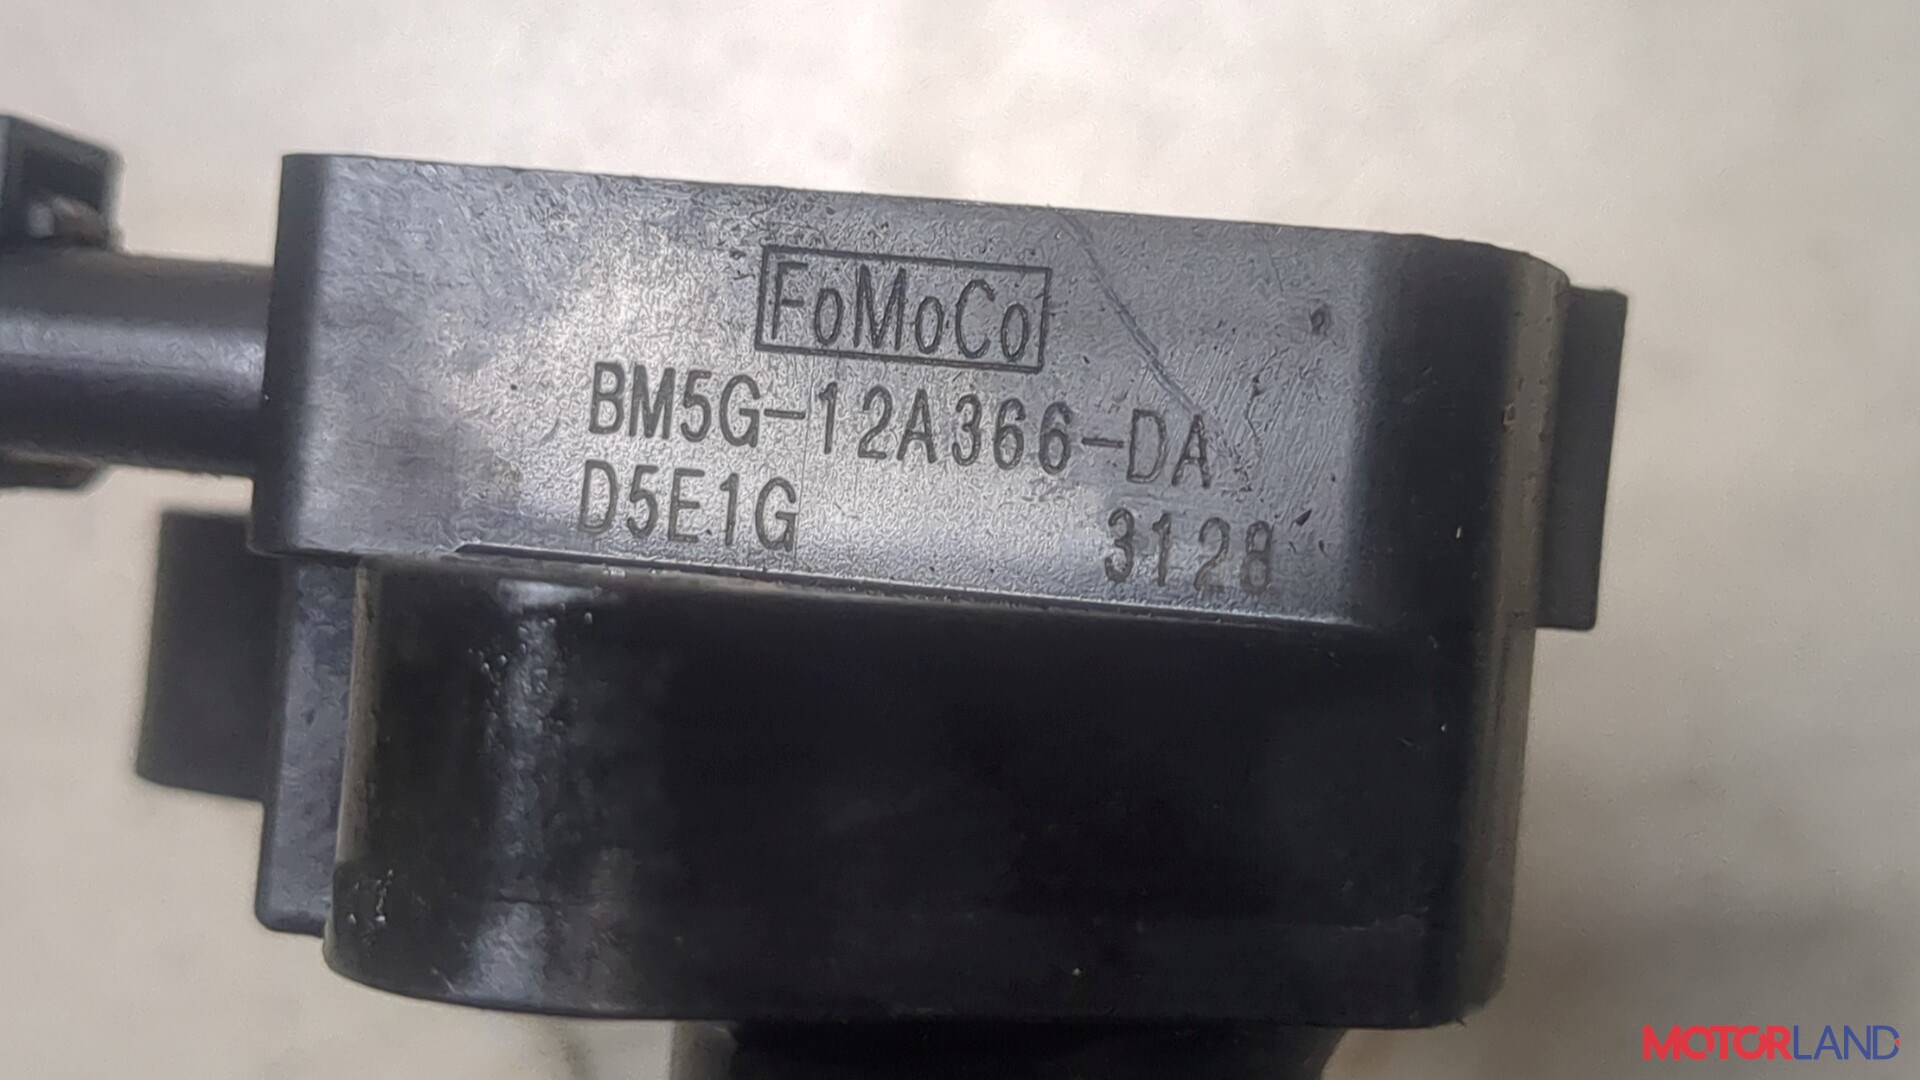 FoMoCo
BM5G-12A366-DA
D5E1G 3128
MOTORLAND